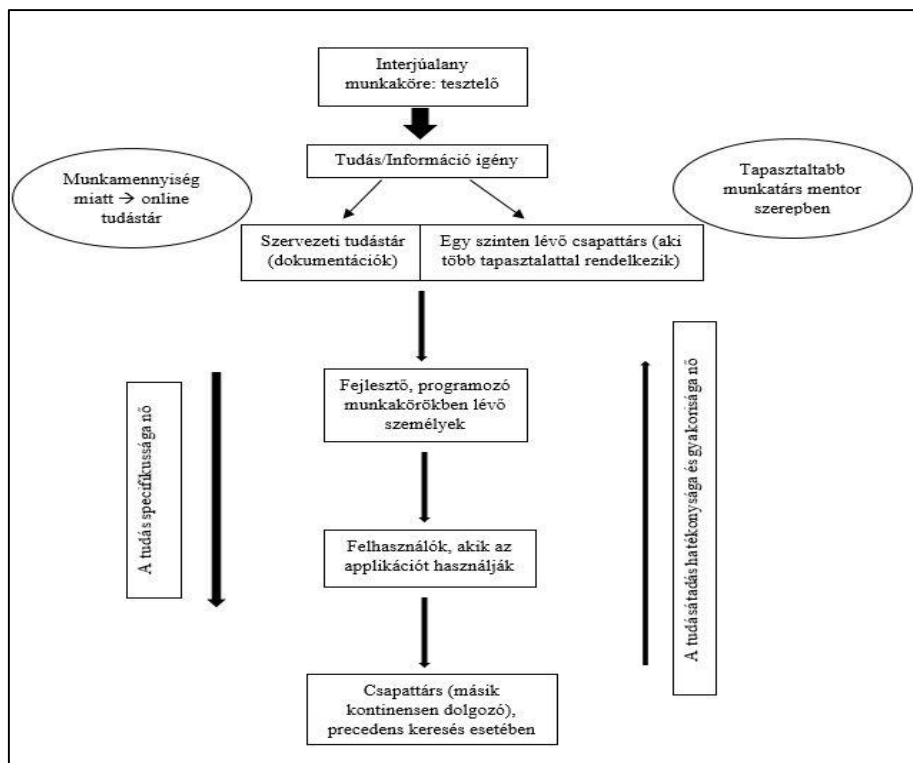 Interjúalany
munkaköre: tesztelő
Tudás/Információ igény
Munkamennyiség
miatt → online
tudástár
Tapasztaltabb
munkatárs mentor
szerepben
Szervezeti tudástár
(dokumentációk)
Egy szinten lévő csapattárs (aki
több tapasztalattal rendelkezik)
Fejlesztő, programozó
munkakörökben lévő
személyek
A tudás specifikussága nő
A tudásátadás hatékonysága és gyakorisága nő
Felhasználók, akik az
applikációt használják
Csapattárs (másik
kontinensen dolgozó),
precedens keresés esetében